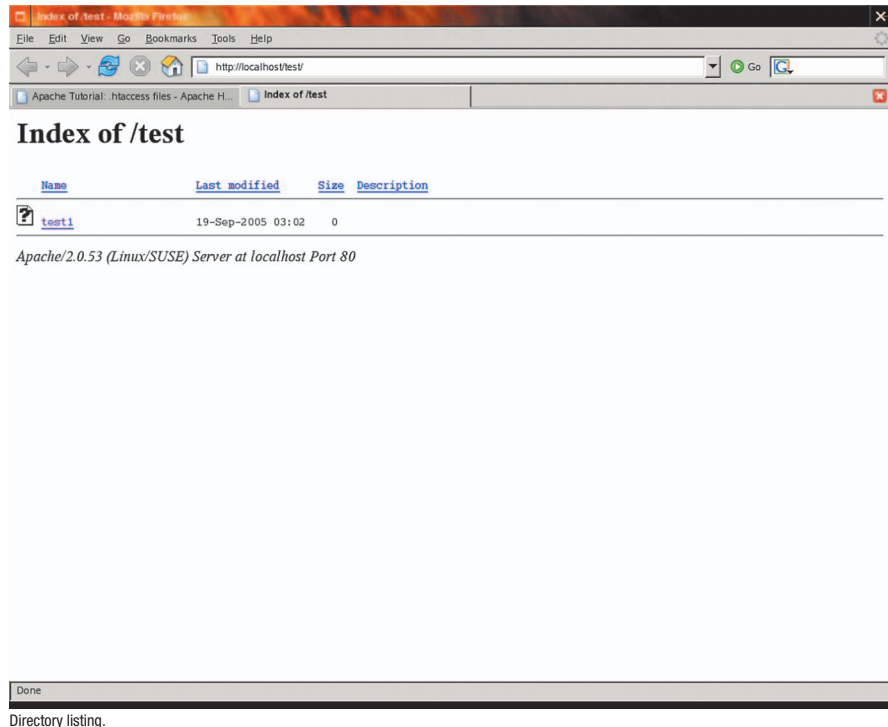 Index of /test - Mozilla Firefox
File Edit View Go Bookmarks Tools Help
http://localhost/test/ Go G
Apache Tutorial: .htaccess files - Apache H... Index of /test
Index of /test
Name Last modified Size Description
test1 19-Sep-2005 03:02 0
Apache/2.0.53 (Linux/SUSE) Server at localhost Port 80
Done
Directory listing.